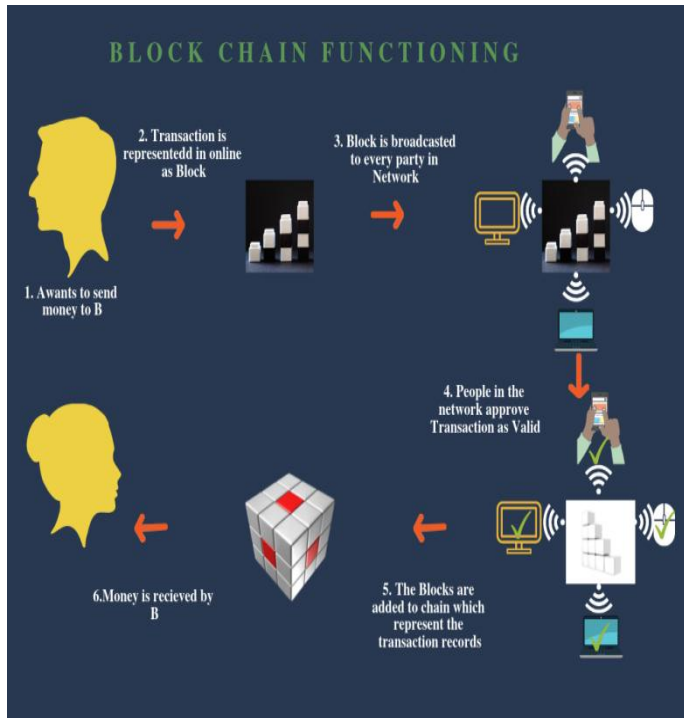 BLOCK CHAIN FUNCTIONING
1. Awants to send
money to B
2. Transaction is
representedd in online
as Block
3. Block is broadcasted
to every party in
Network
4. People in the
network approve
Transaction as Valid
5. The Blocks are
added to chain which
represent the
transaction records
6.Money is recieved by
B